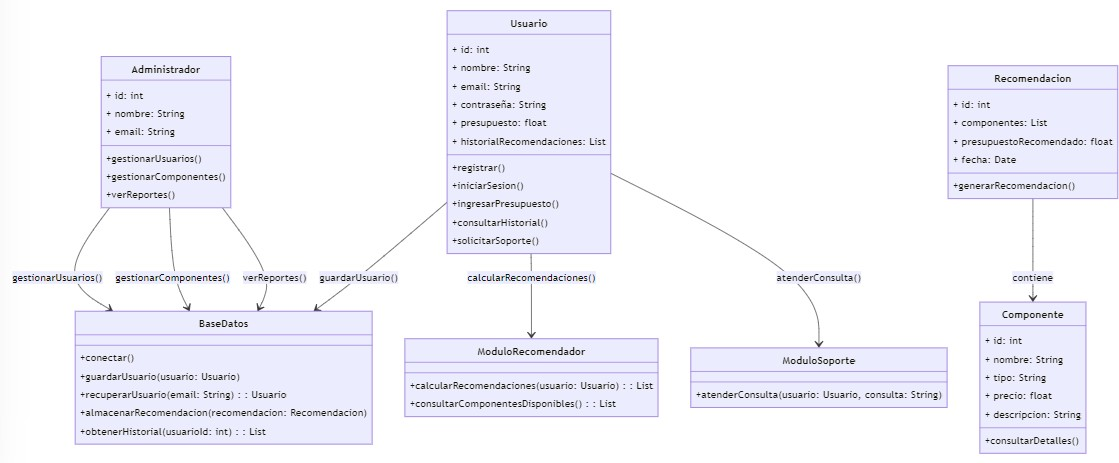 Usuario
+ id: int
+ nombre: String
+ email: String
+ contraseña: String
+ presupuesto: float
+ historialRecomendaciones: List
+registrar()
+iniciarSesion()
+ingresarPresupuesto()
+consultarHistorial()
+solicitarSoporte()
Administrador
+ id: int
+ nombre: String
+ email: String
+gestionarUsuarios()
+gestionarComponentes()
+verReportes()
Recomendacion
+ id: int
+ componentes: List
+ presupuestoRecomendado: float
+ fecha: Date
+generarRecomendacion()
gestionarUsuarios()
gestionarComponentes()
verReportes()
guardarUsuario()
calcularRecomendaciones()
atenderConsulta()
contiene
BaseDatos
+conectar()
+guardarUsuario(usuario: Usuario)
+recuperarUsuario(email: String) : : Usuario
+almacenarRecomendacion(recomendacion: Recomendacion)
+obtenerHistorial(usuarioId: int) : : List
ModuloRecomendador
+calcularRecomendaciones(usuario: Usuario) : : List
+consultarComponentesDisponibles() : : List
ModuloSoporte
+atenderConsulta(usuario: Usuario, consulta: String)
Componente
+ id: int
+ nombre: String
+ tipo: String
+ precio: float
+ descripcion: String
+consultarDetalles()